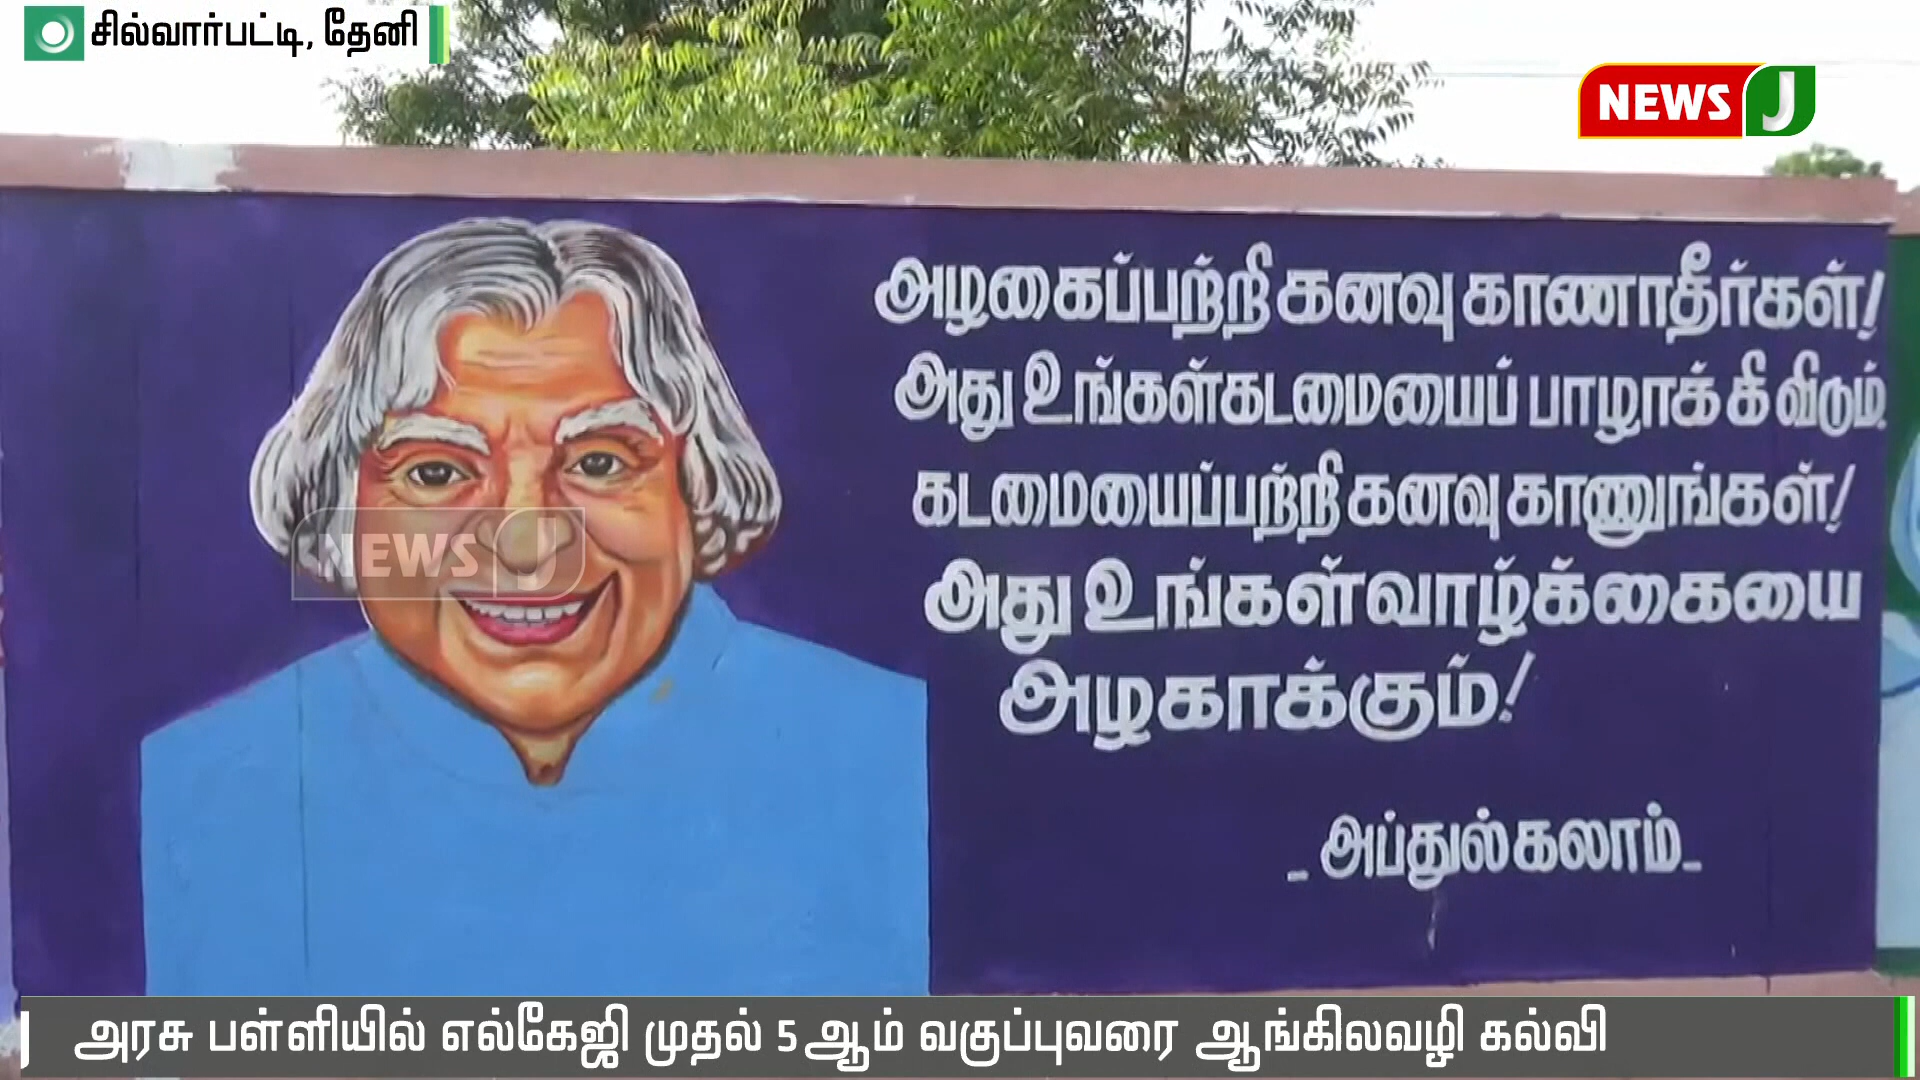 சில்வார்பட்டி, தேனி
NEWS J
அழகைப்பற்றி கனவு காணாதீர்கள்!
அது உங்கள் கடமையைப் பாழாக்கி விடும்.
கடமையைப்பற்றி கனவு காணுங்கள்!
அது உங்கள் வாழ்க்கையை
அழகாக்கும்!
NEWS J
- அப்துல்கலாம் -
அரசு பள்ளியில் எல்கேஜி முதல் 5ஆம் வகுப்புவரை ஆங்கிலவழி கல்வி